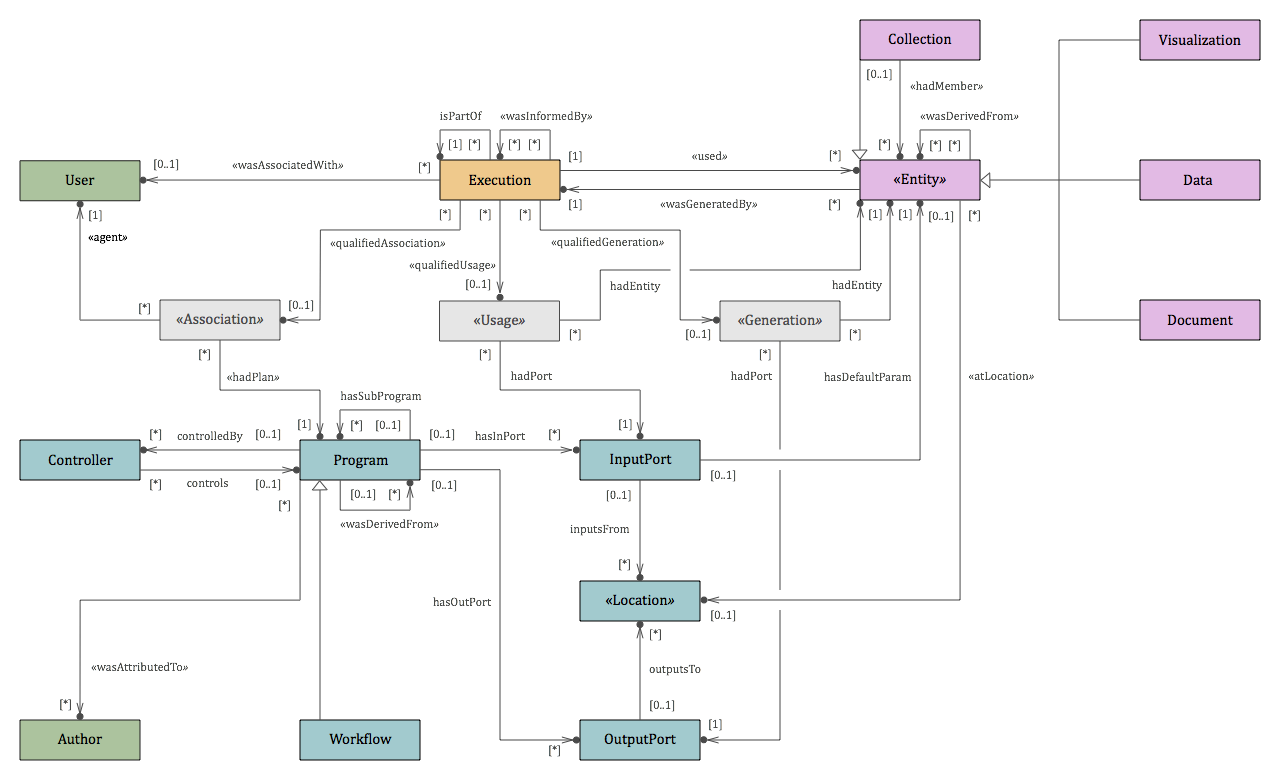 Collection
Visualization
[0..1]
«hadMember»
isPartOf
«wasInformedBy»
«wasDerivedFrom»
[1] [*]
[*] [*]
[*]
[*] [*]
[0..1]
«wasAssociatedWith»
[*]
[1]
«used»
[*]
User
Execution
«Entity»
Data
[1]
«wasGeneratedBy»
[*]
[1]
[*]
[*]
[*]
[1]
[1]
[0..1]
[*]
«agent»
«qualifiedAssociation»
«qualifiedGeneration»
«qualifiedUsage»
[0..1]
hadEntity
hadEntity
[*]
[0..1]
«Association»
«Usage»
«Generation»
Document
[*]
[*]
[*]
[0..1]
[*]
[*]
«hadPlan»
hadPort
hadPort
hasDefaultParam
«atLocation»
hasSubProgram
[1]
[*]
[0..1]
[1]
[*]
controlledBy
[0..1]
[0..1]
hasInPort
[*]
Controller
Program
InputPort
[*]
controls
[0..1]
[0..1]
[0..1]
[*]
[0..1] [*]
[0..1]
[*]
«wasDerivedFrom»
inputsFrom
[*]
hasOutPort
«Location»
[0..1]
[*]
«wasAttributedTo»
outputsTo
[*]
[0..1]
[1]
Author
Workflow
OutputPort
[*]